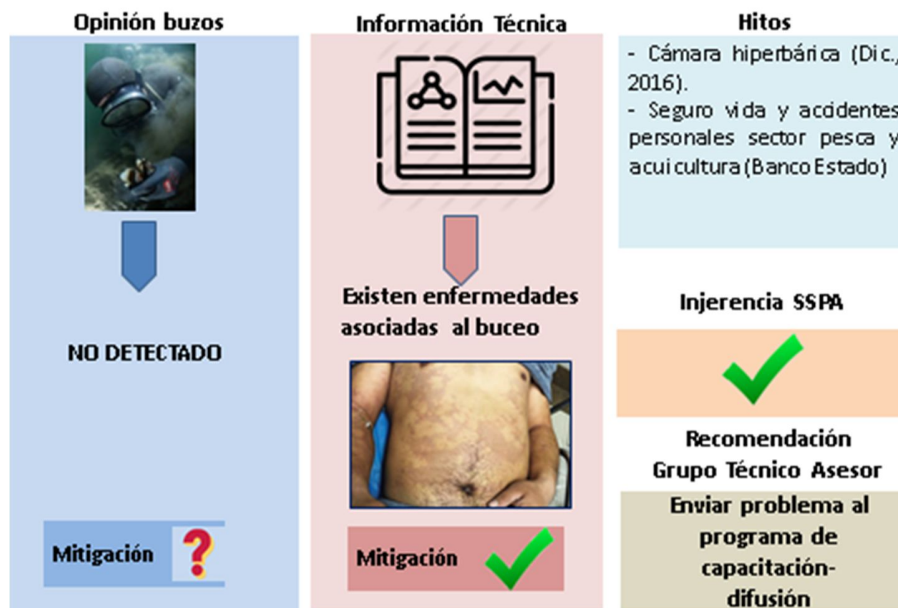 Opinión buzos
NO DETECTADO
Mitigación
Información Técnica
Existen enfermedades
asociadas al buceo
Mitigación
Hitos
- Cámara hiperbárica (Dic.,
2016).
- Seguro vida y accidentes
personales sector pesca y
acuicultura (Banco Estado)
Injerencia SSPA
Recomendación
Grupo Técnico Asesor
Enviar problema al
programa de
capacitación-
difusión